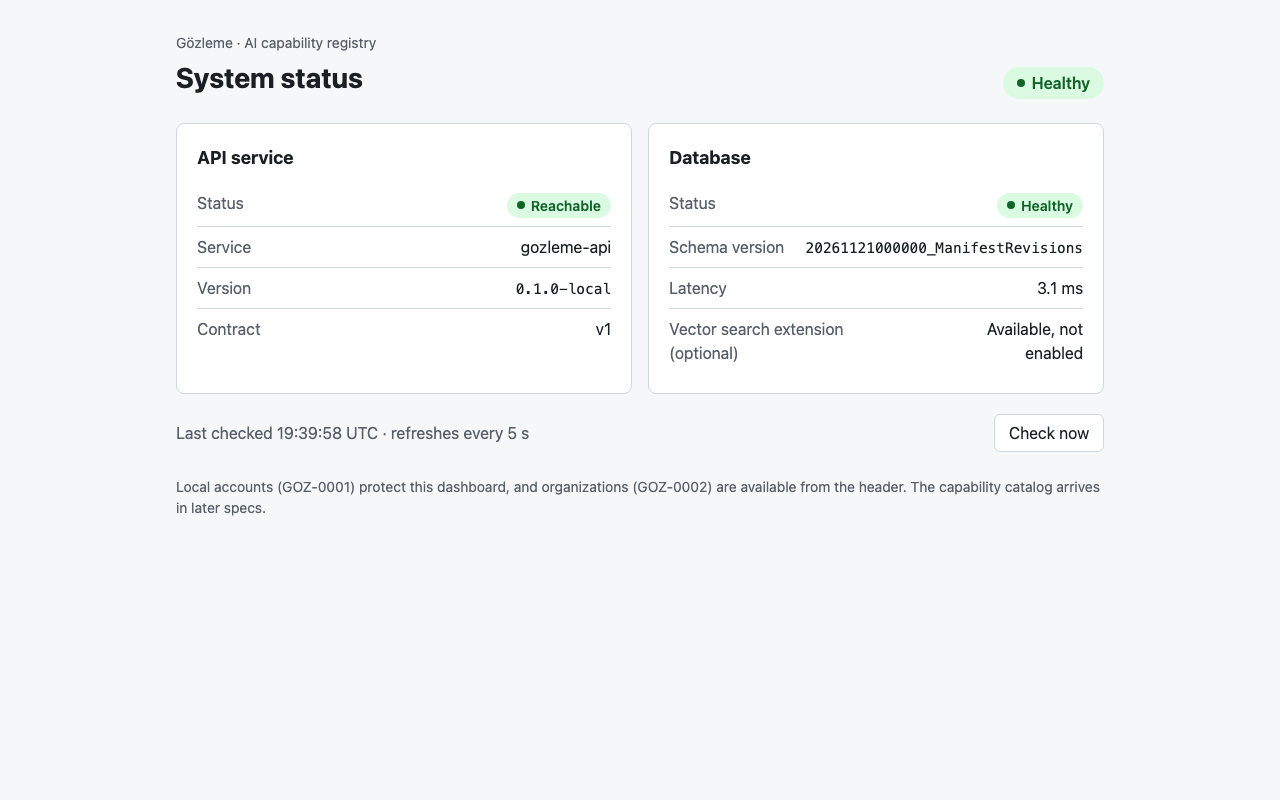 Gözleme · AI capability registry
System status
Healthy
API service
Status
Reachable
Service
gozleme-api
Version
0.1.0-local
Contract
v1
Database
Status
Healthy
Schema version
20261121000000_ManifestRevisions
Latency
3.1 ms
Vector search extension
(optional)
Available, not
enabled
Last checked 19:39:58 UTC · refreshes every 5 s
Check now
Local accounts (GOZ-0001) protect this dashboard, and organizations (GOZ-0002) are available from the header. The capability catalog arrives
in later specs.